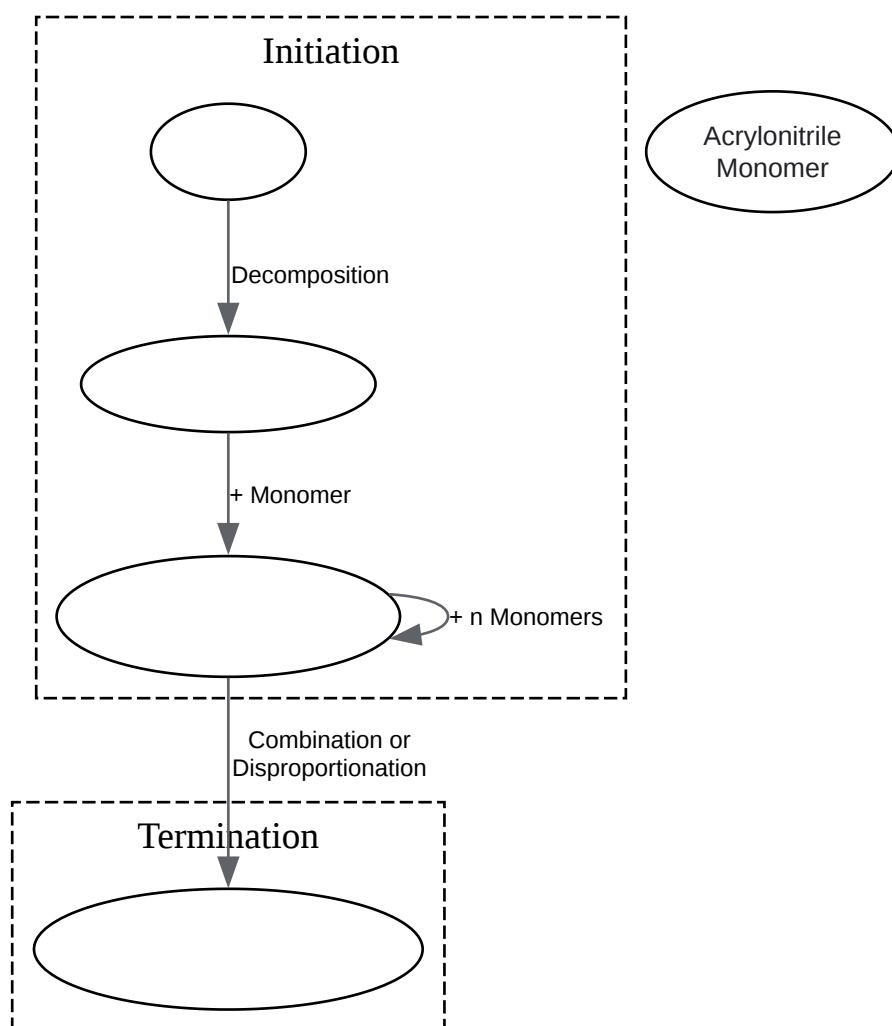 Initiation
Acrylonitrile
Monomer
Decomposition
+ Monomer
+ n Monomers
Combination or
Disproportionation
Termination